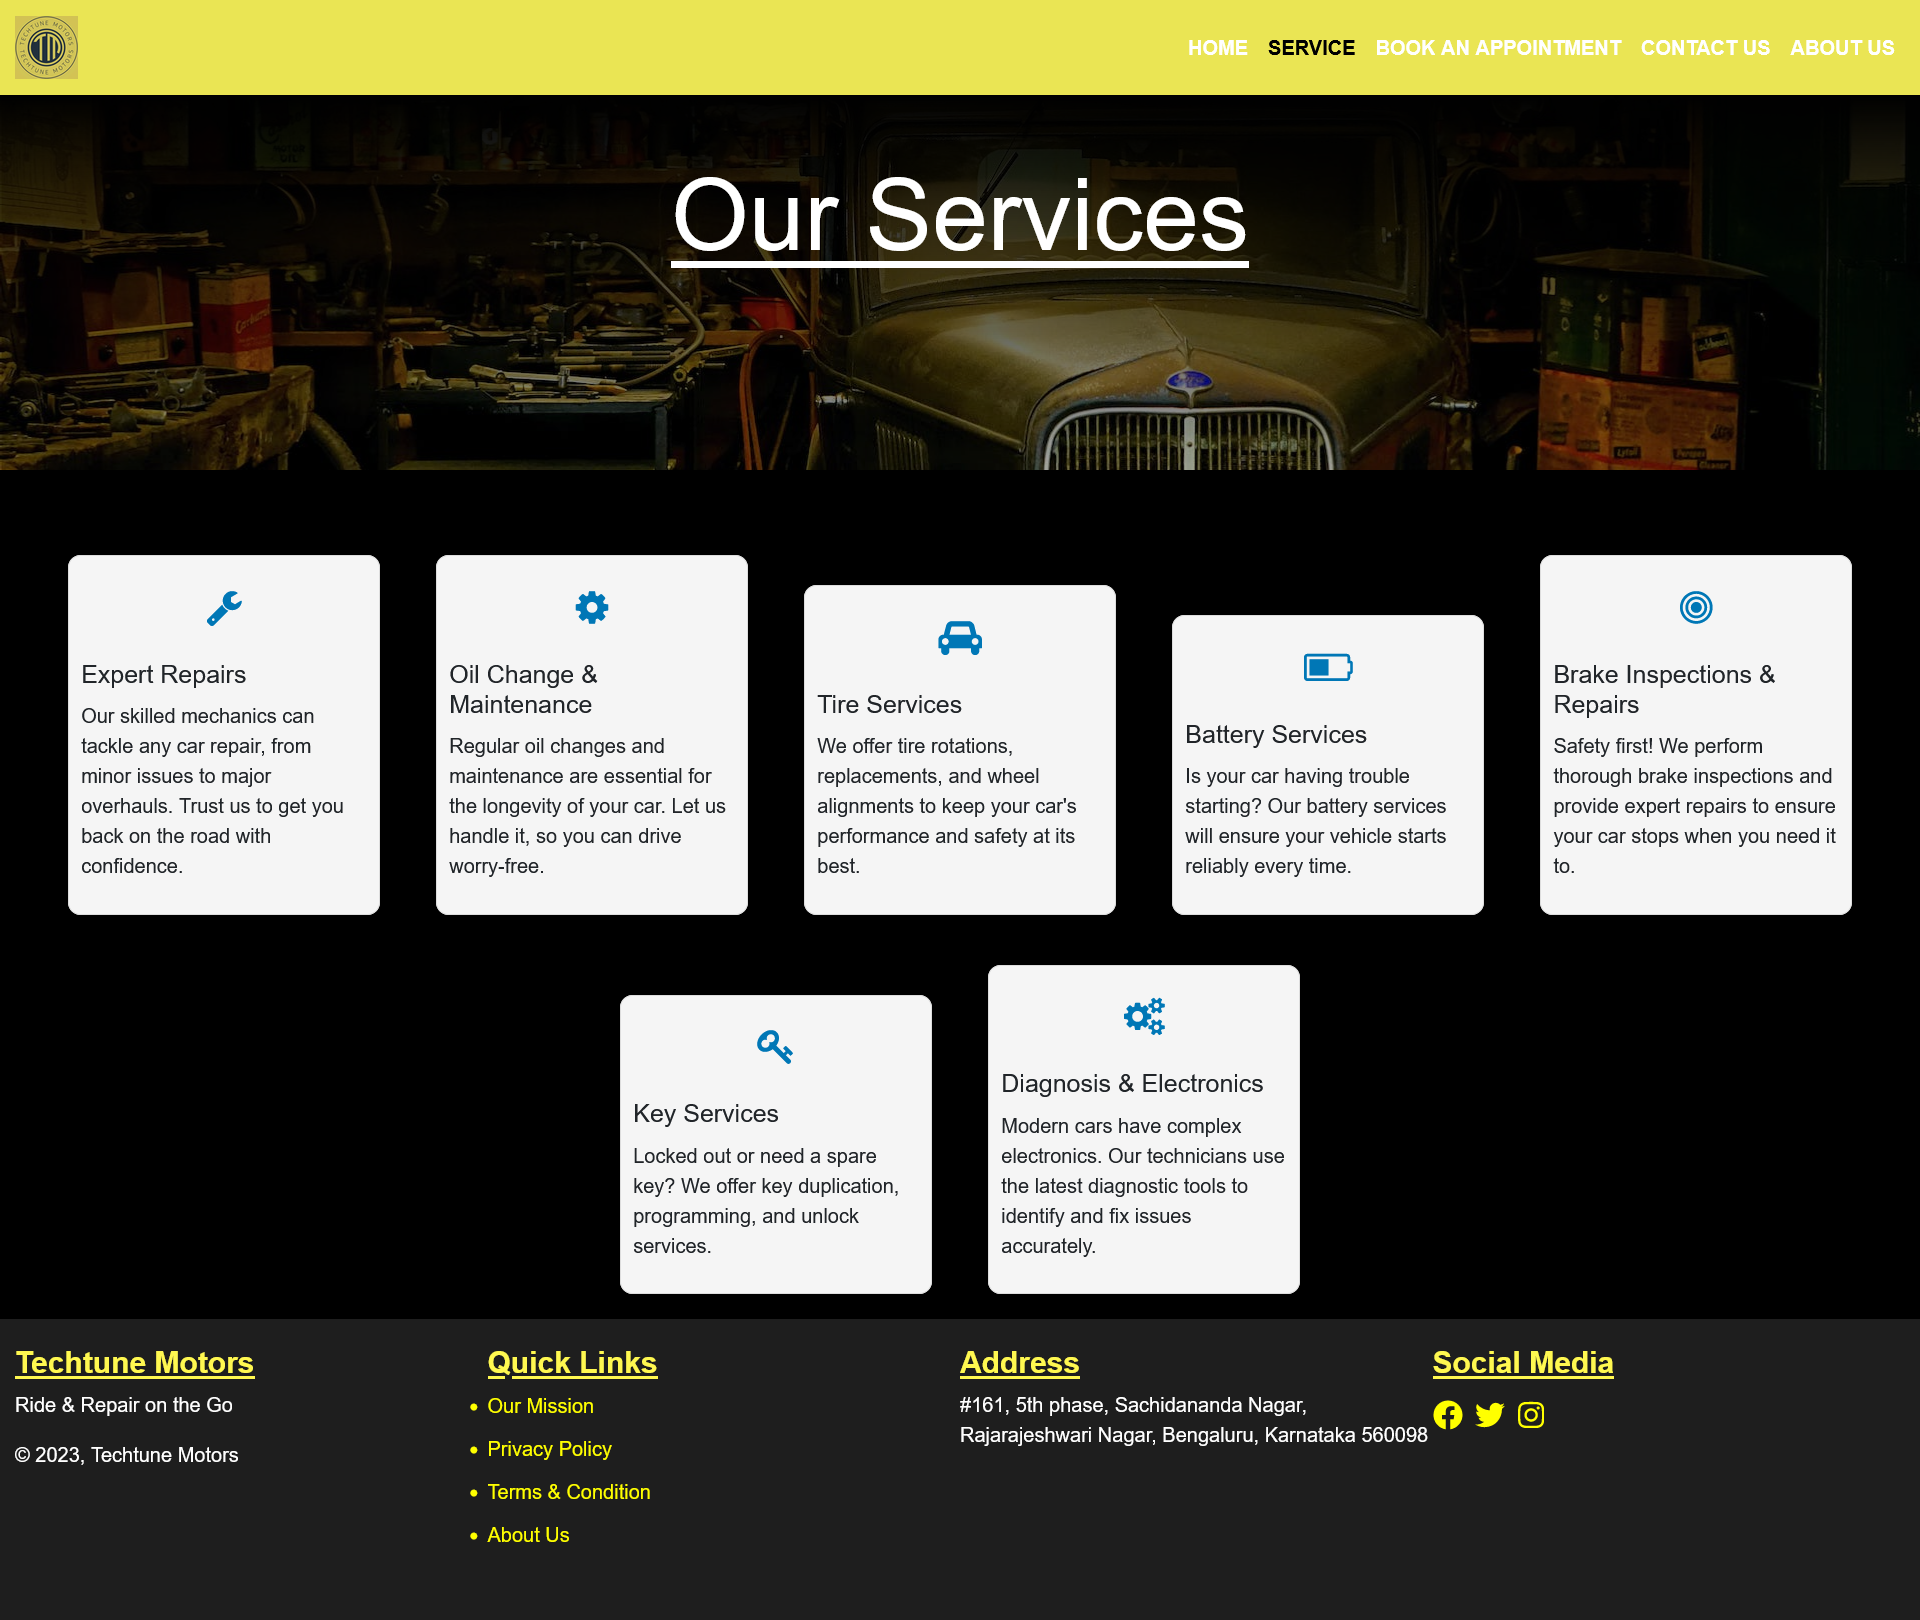 TECHTUNE MOTORS
TM
TECHTUNE MOTORS
HOME
SERVICE
BOOK AN APPOINTMENT
CONTACT US
ABOUT US
Our Services
Expert Repairs
Our skilled mechanics can
tackle any car repair, from
minor issues to major
overhauls. Trust us to get you
back on the road with
confidence.
Oil Change &
Maintenance
Regular oil changes and
maintenance are essential for
the longevity of your car. Let us
handle it, so you can drive
worry-free.
Tire Services
We offer tire rotations,
replacements, and wheel
alignments to keep your car's
performance and safety at its
best.
Battery Services
Is your car having trouble
starting? Our battery services
will ensure your vehicle starts
reliably every time.
Brake Inspections &
Repairs
Safety first! We perform
thorough brake inspections and
provide expert repairs to ensure
your car stops when you need it
to.
Key Services
Locked out or need a spare
key? We offer key duplication,
programming, and unlock
services.
Diagnosis & Electronics
Modern cars have complex
electronics. Our technicians use
the latest diagnostic tools to
identify and fix issues
accurately.
Techtune Motors
Ride & Repair on the Go
© 2023, Techtune Motors
Quick Links
• Our Mission
• Privacy Policy
• Terms & Condition
• About Us
Address
#161, 5th phase, Sachidananda Nagar,
Rajarajeshwari Nagar, Bengaluru, Karnataka 560098
Social Media